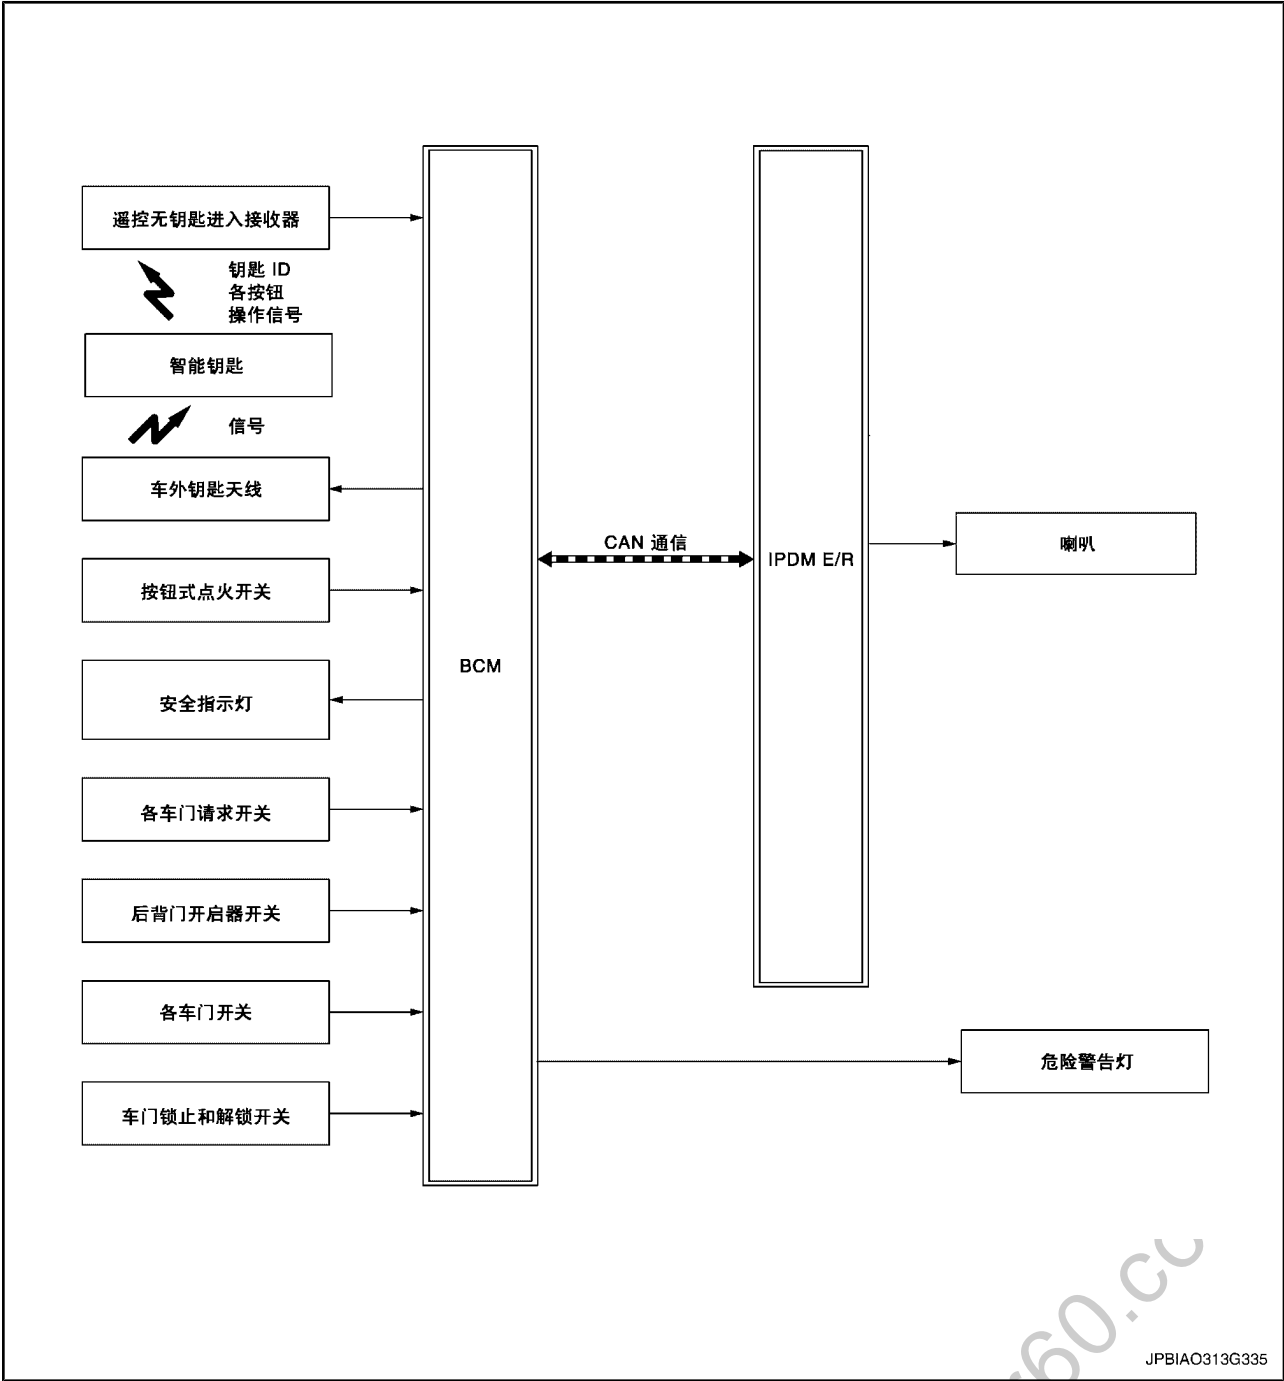 遥控无钥匙进入接收器
钥匙 ID
各按钮
操作信号
智能钥匙
信号
车外钥匙天线
按钮式点火开关
安全指示灯
各车门请求开关
后背门开启器开关
各车门开关
车门锁止和解锁开关
BCM
CAN 通信
IPDM E/R
喇叭
危险警告灯
JPBIAO313G335